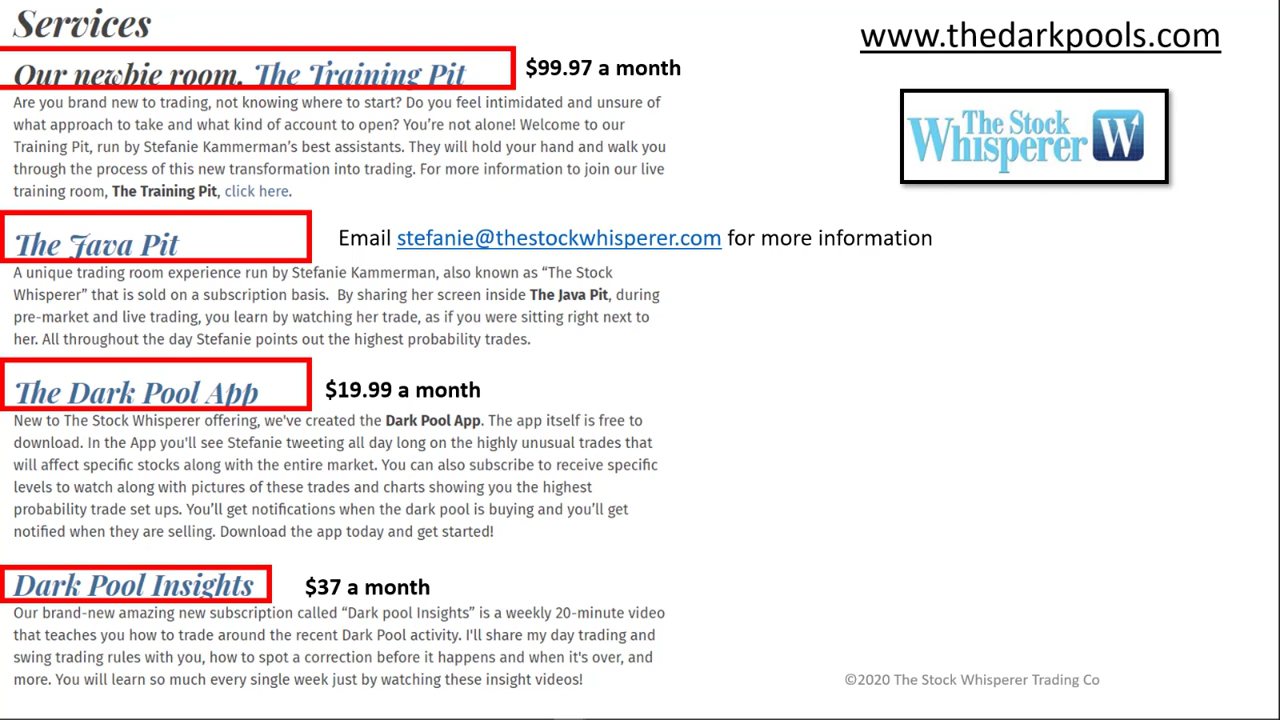 Services
www.thedarkpools.com
Our newbie room, The Training Pit
$99.97 a month
Are you brand new to trading, not knowing where to start? Do you feel intimidated and unsure of
what approach to take and what kind of account to open? You're not alone! Welcome to our
Training Pit, run by Stefanie Kammerman's best assistants. They will hold your hand and walk you
through the process of this new transformation into trading. For more information to join our live
training room, The Training Pit, click here.
The Stock
Whisperer W
The Java Pit
Email stefanie@thestockwhisperer.com for more information
A unique trading room experience run by Stefanie Kammerman, also known as “The Stock
Whisperer” that is sold on a subscription basis. By sharing her screen inside The Java Pit, during
pre-market and live trading, you learn by watching her trade, as if you were sitting right next to
her. All throughout the day Stefanie points out the highest probability trades.
The Dark Pool App
$19.99 a month
New to The Stock Whisperer offering, we've created the Dark Pool App. The app itself is free to
download. In the App you'll see Stefanie tweeting all day long on the highly unusual trades that
will affect specific stocks along with the entire market. You can also subscribe to receive specific
levels to watch along with pictures of these trades and charts showing you the highest
probability trade set ups. You'll get notifications when the dark pool is buying and you'll get
notified when they are selling. Download the app today and get started!
Dark Pool Insights
$37 a month
Our brand-new amazing new subscription called “Dark pool Insights” is a weekly 20-minute video
that teaches you how to trade around the recent Dark Pool activity. I'll share my day trading and
swing trading rules with you, how to spot a correction before it happens and when it's over, and
more. You will learn so much every single week just by watching these insight videos!
©2020 The Stock Whisperer Trading Co